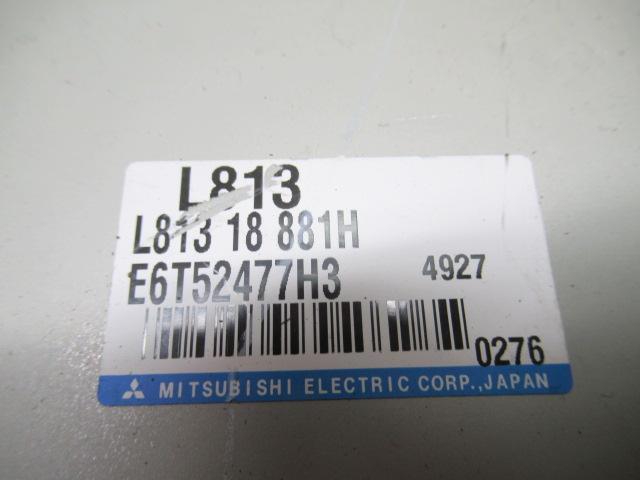 L813
L813 18 881H
E6T52477H3 4927
0276
MITSUBISHI ELECTRIC CORP.,JAPAN